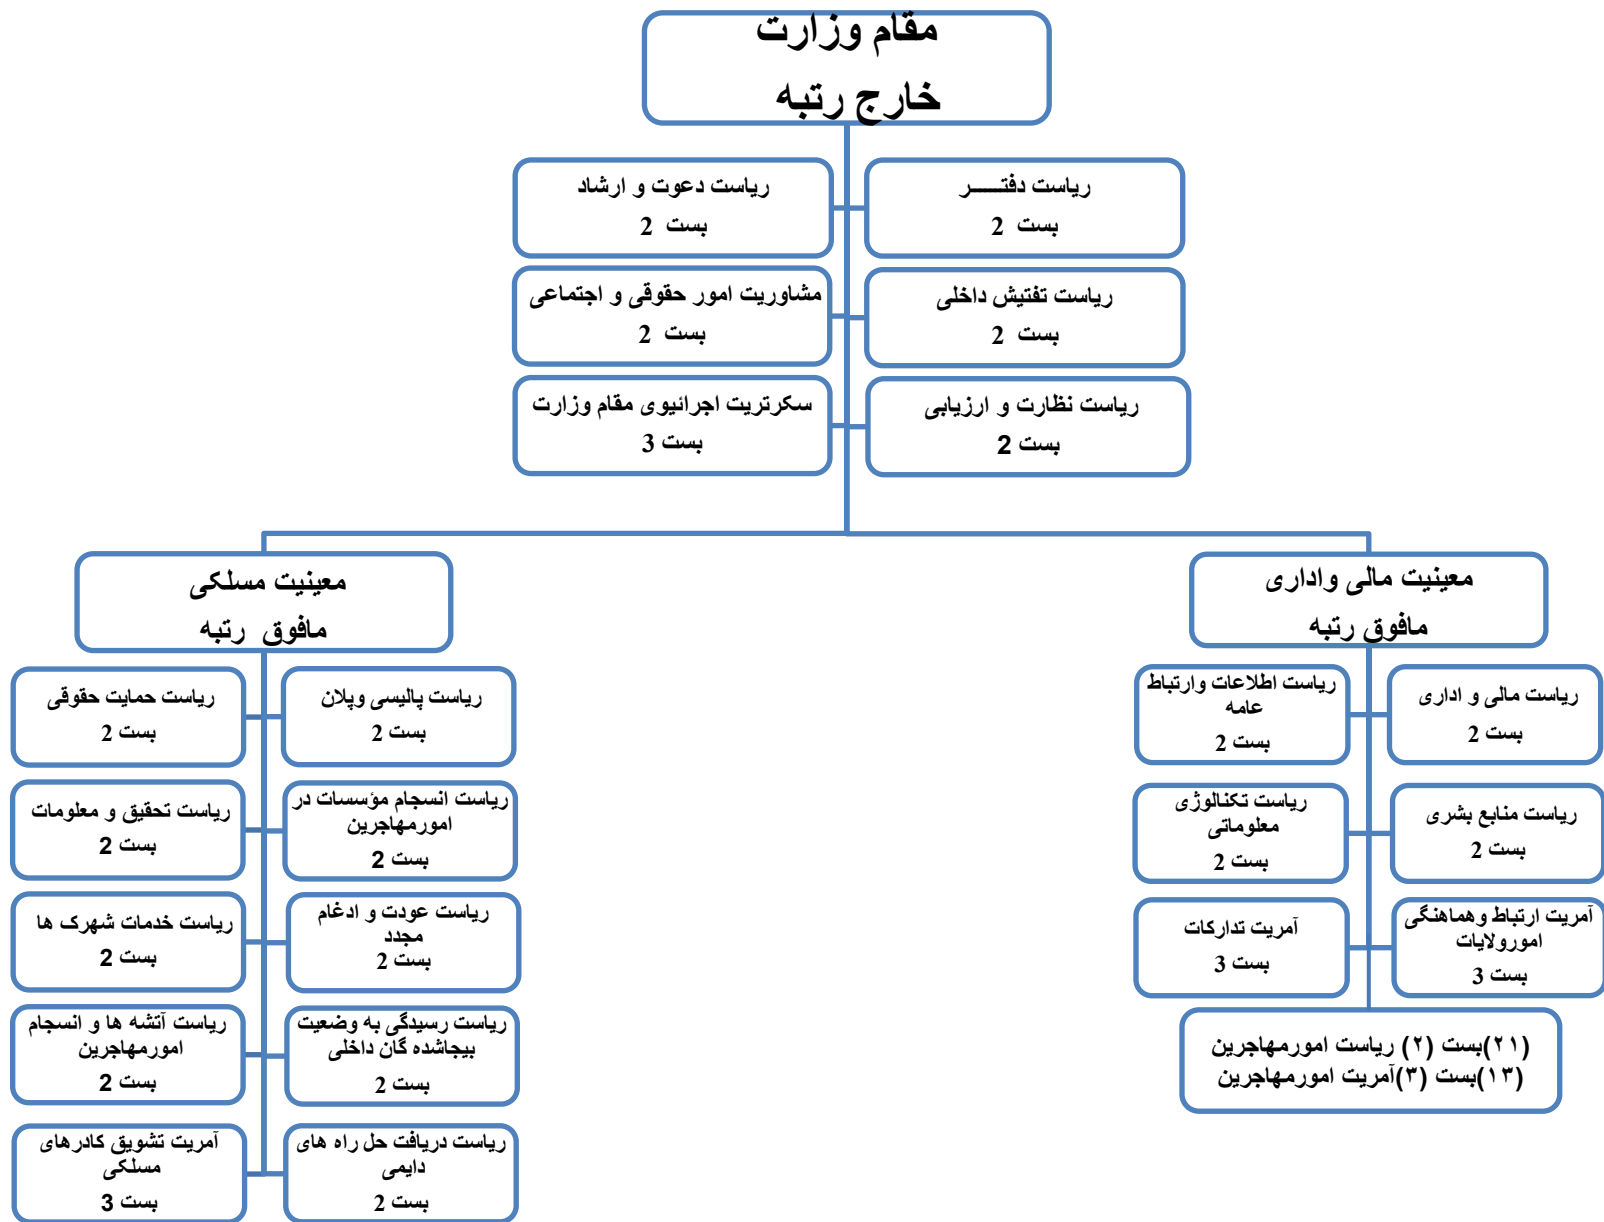 مقام وزارت
خارج رتبه
ریاست دفتـــــر
بست 2
ریاست دعوت و ارشاد
بست 2
ریاست تفتیش داخلی
بست 2
مشاوریت امور حقوقی و اجتماعی
بست 2
ریاست نظارت و ارزیابی
بست 2
سکرتریت اجرائیوی مقام وزارت
بست 3
معینیت مالی واداری
مافوق رتبه
ریاست مالی و اداری
بست 2
ریاست اطلاعات وارتباط
عامه
بست 2
ریاست منابع بشری
بست 2
ریاست تکنالوژی
معلوماتی
بست 2
آمریت ارتباط وهماهنگی
امورولایات
بست 3
آمریت تدارکات
بست 3
(۲۱)بست (۲) ریاست امورمهاجرین
(۱۳)بست (۳)آمریت امورمهاجرین
معینیت مسلکی
مافوق رتبه
ریاست پالیسی وپلان
بست 2
ریاست حمایت حقوقی
بست 2
ریاست انسجام مؤسسات در
امورمهاجرین
بست 2
ریاست تحقیق و معلومات
بست 2
ریاست عودت و ادغام
مجدد
بست 2
ریاست خدمات شهرک ها
بست 2
ریاست رسیدگی به وضعیت
بیجاشده گان داخلی
بست 2
ریاست آتشه ها و انسجام
امورمهاجرین
بست 2
ریاست دریافت حل راه های
دایمی
بست 2
آمریت تشویق کادرهای
مسلکی
بست 3